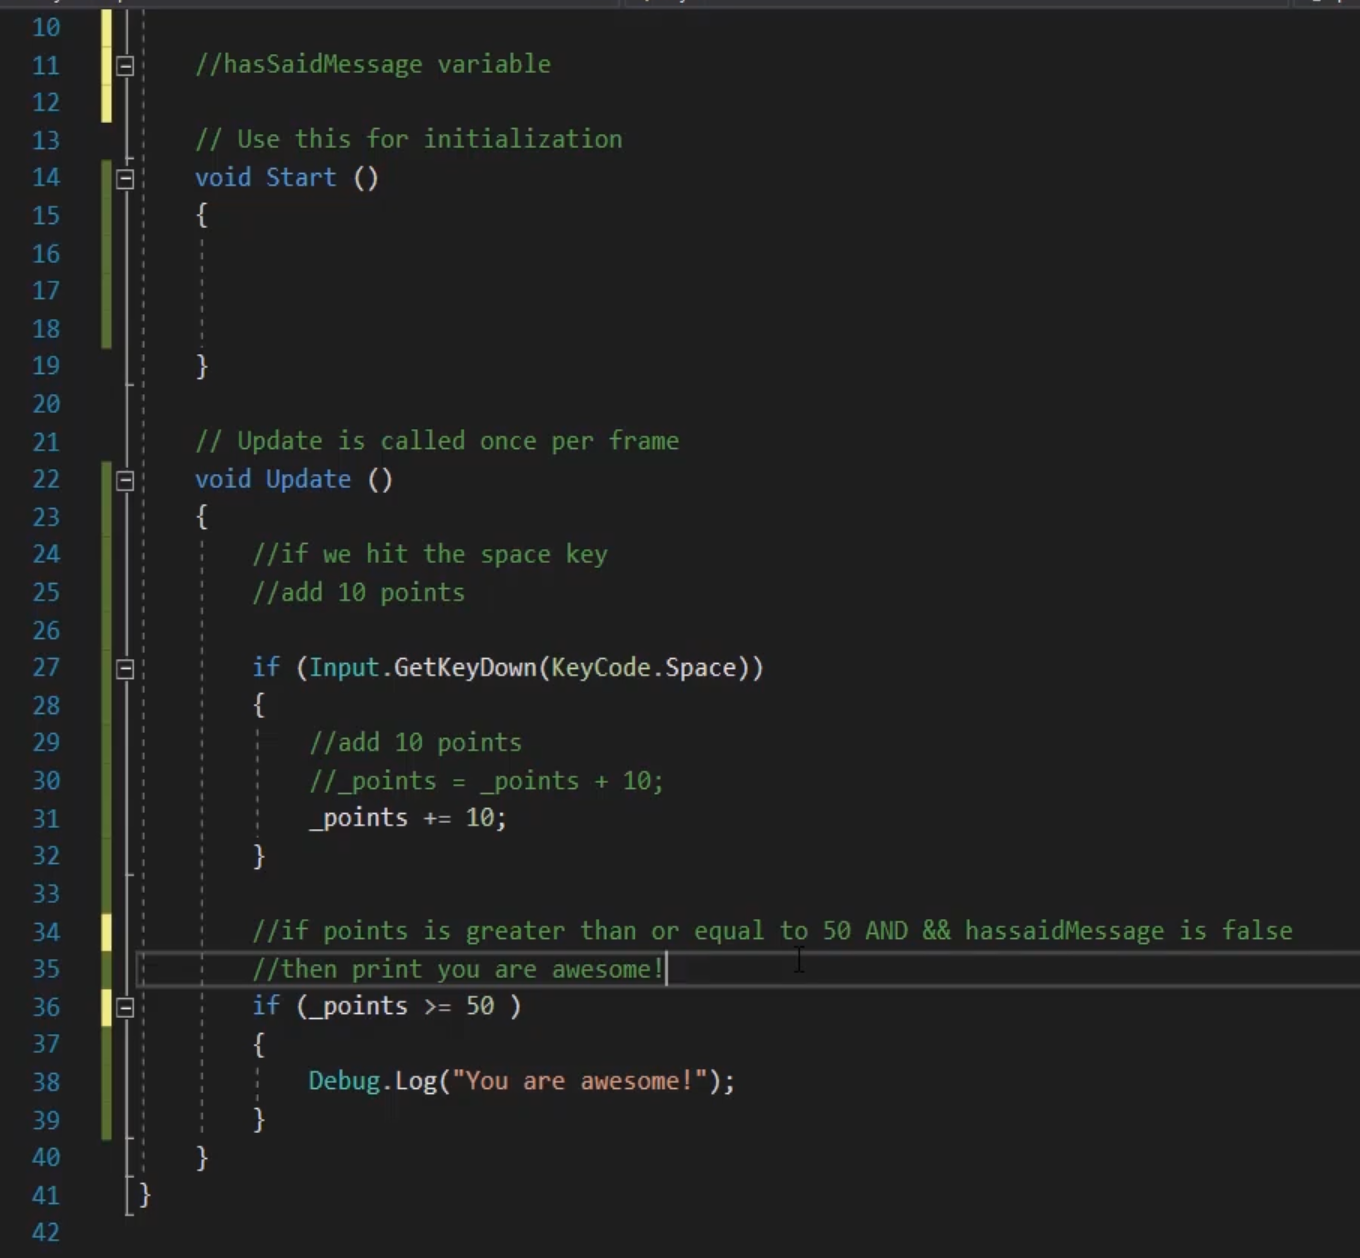 10
11 //hasSaidMessage variable
12
13 // Use this for initialization
14 void Start ()
15 {
16
17
18
19 }
20
21 // Update is called once per frame
22 void Update ()
23 {
24 //if we hit the space key
25 //add 10 points
26
27 if (Input.GetKeyDown(KeyCode.Space))
28 {
29 //add 10 points
30 //_points = _points + 10;
31 _points += 10;
32 }
33
34 //if points is greater than or equal to 50 AND && hassaidMessage is false
35 //then print you are awesome!
36 if (_points >= 50 )
37 {
38 Debug.Log("You are awesome!");
39 }
40 }
41 }
42